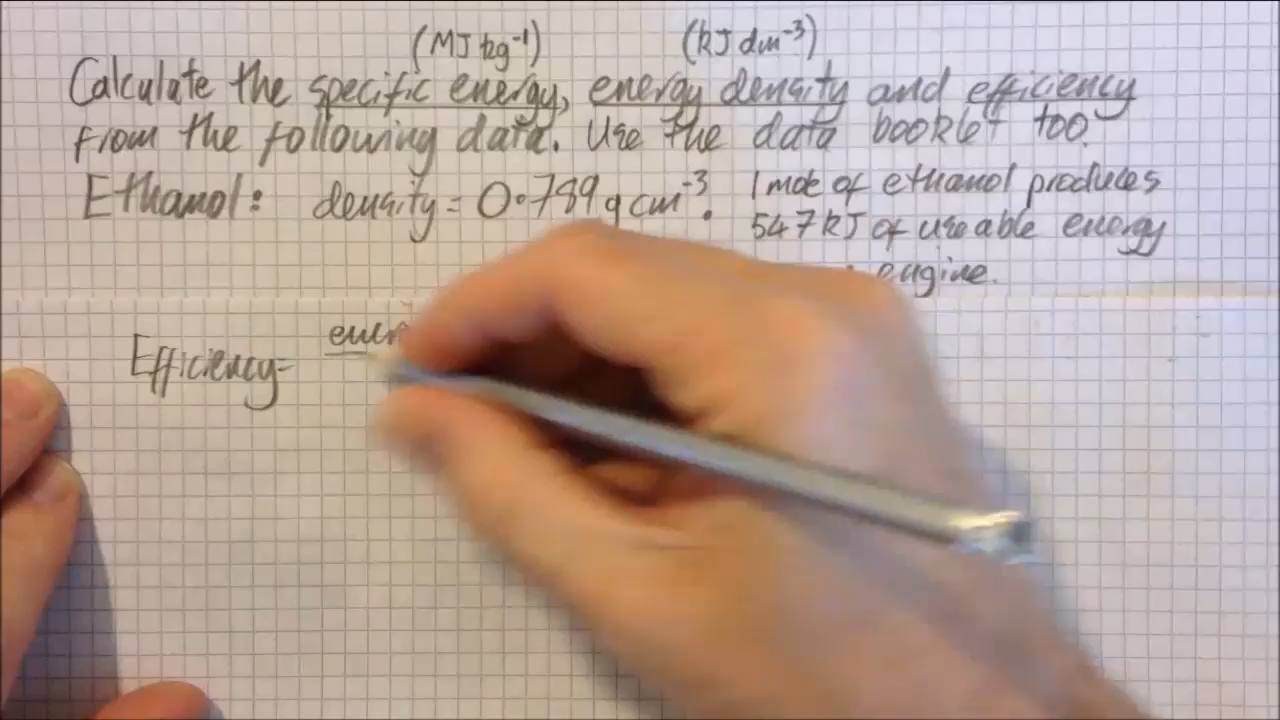 (MJ kg⁻¹) (kJ dm⁻³)
Calculate the specific energy, energy density and efficiency
from the following data. Use the data booklet too.
Ethanol: density = 0.789 g cm⁻³. 1 mole of ethanol produces
547 kJ of useable energy
engine.
Efficiency=